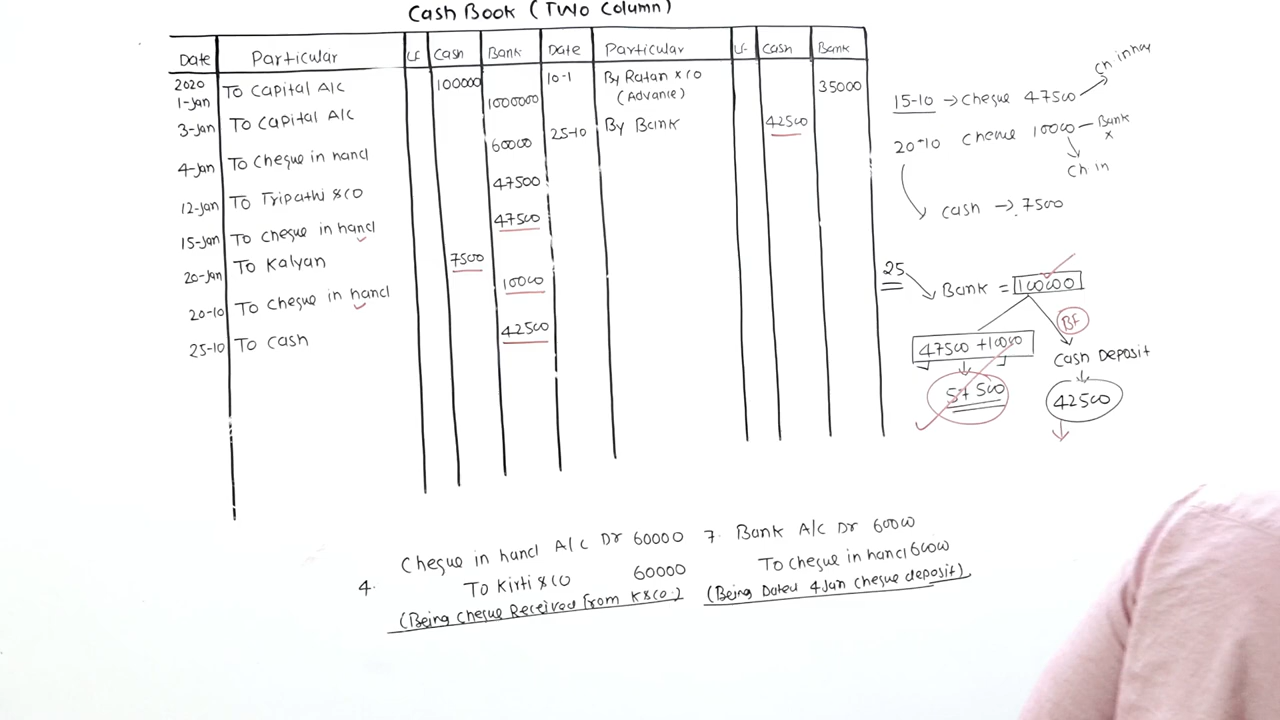 Cash Book (Two Column)
Date Particular LF Cash Bank Date Particular LF Cash Bank
2020
1-Jan To Capital A/c 100000 10-1 By Ratan & co 35000
(Advance)
3-Jan To Capital A/c 1000000 25-10 By Bank 42500
4-Jan To Cheque in hand 60000
12-Jan To Tripathi & co 47500
15-Jan To Cheque in hand 47500
20-Jan To Kalyan 7500
20-10 To Cheque in hand 10000
25-10 To Cash 42500
15-10 → Cheque 47500
Ch in
20-10 Cheque 10000 — Bank
x
Ch in
Cash → 7500
25
Bank = 100000
BF
47500 + 10000
Cash Deposit
57500
42500
4. Cheque in hand A/C Dr 60000
To Kirti & co 60000
(Being cheque Received from K & co.)
7. Bank A/C Dr 60000
To cheque in hand 60000
(Being Dated 4 Jan cheque deposit)